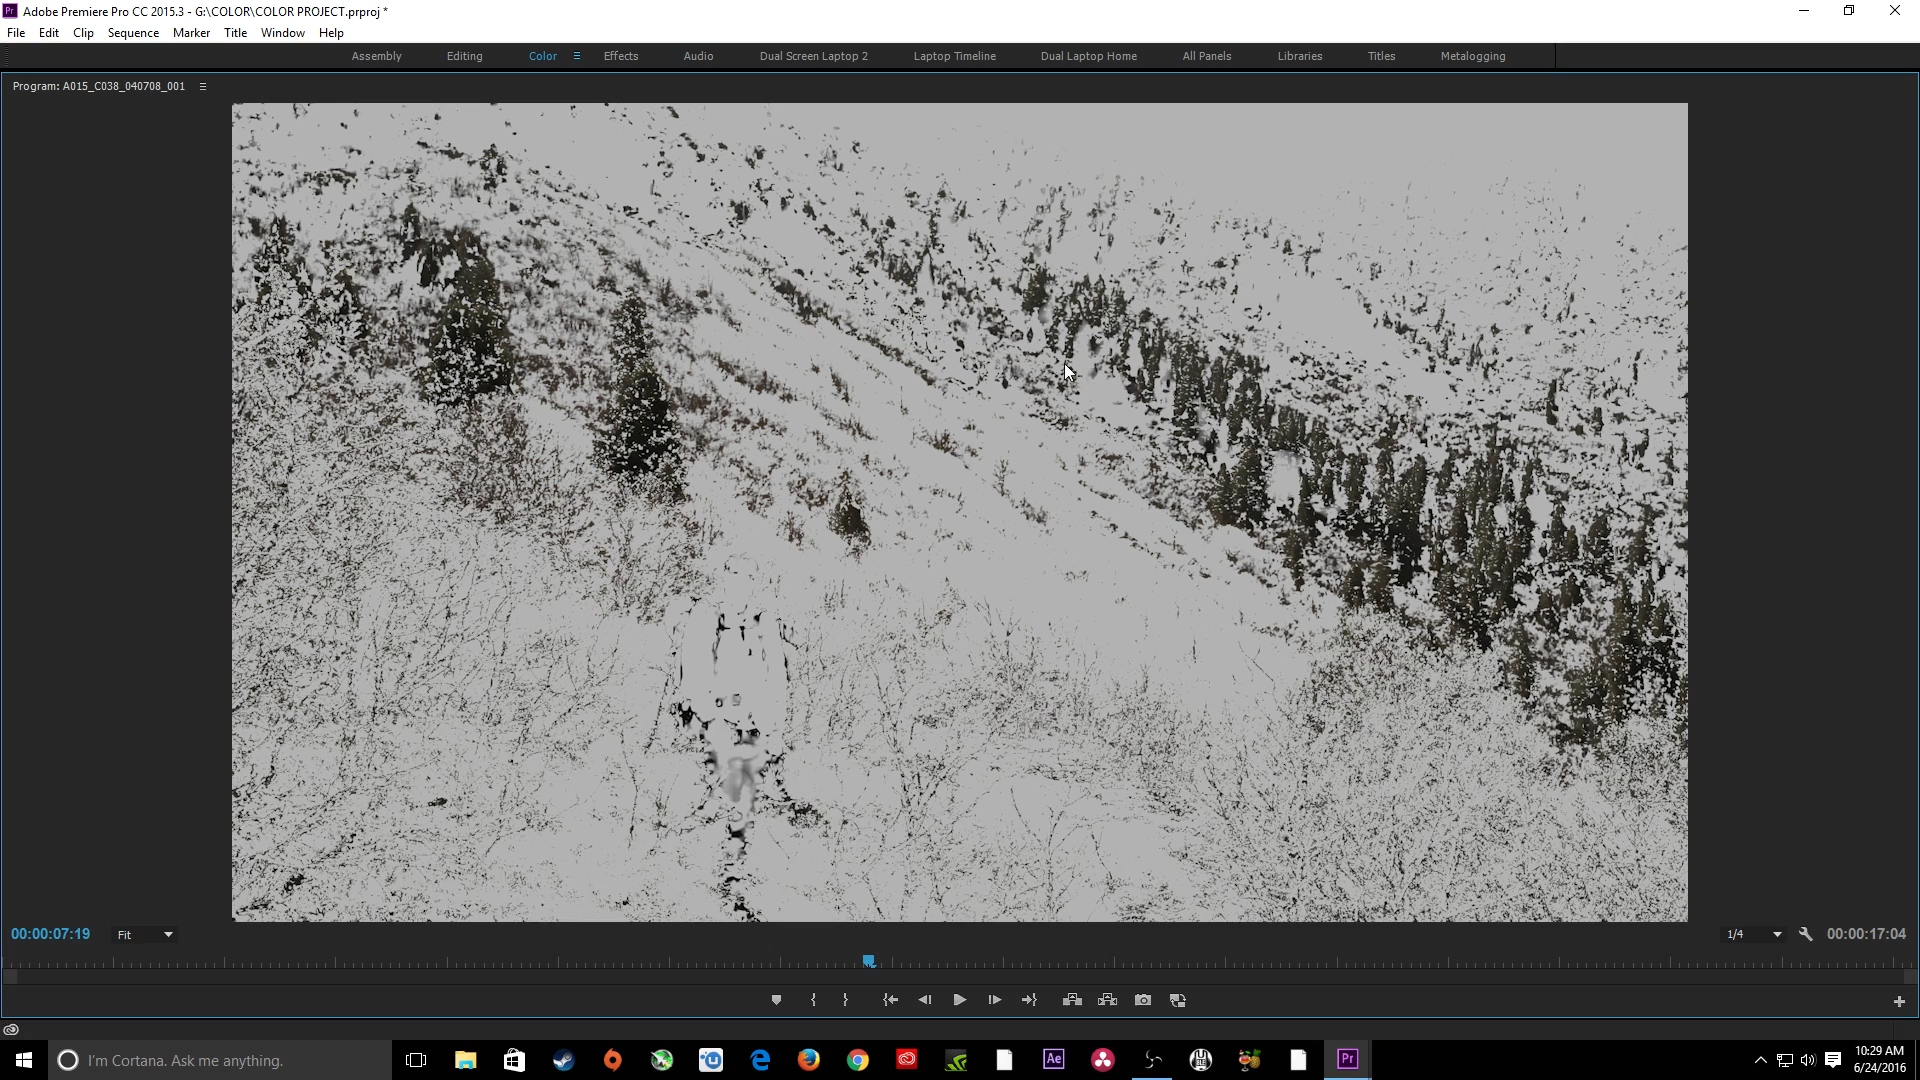 Adobe Premiere Pro CC 2015.3 - G:\COLOR\COLOR PROJECT.prproj *
File Edit Clip Sequence Marker Title Window Help
Assembly Editing Color Effects Audio Dual Screen Laptop 2 Laptop Timeline Dual Laptop Home All Panels Libraries Titles Metalogging
Program: A015_C038_040708_001
00:00:07:19 Fit 1/4 00:00:17:04
I'm Cortana. Ask me anything.
Ae
Pr
10:29 AM
6/24/2016